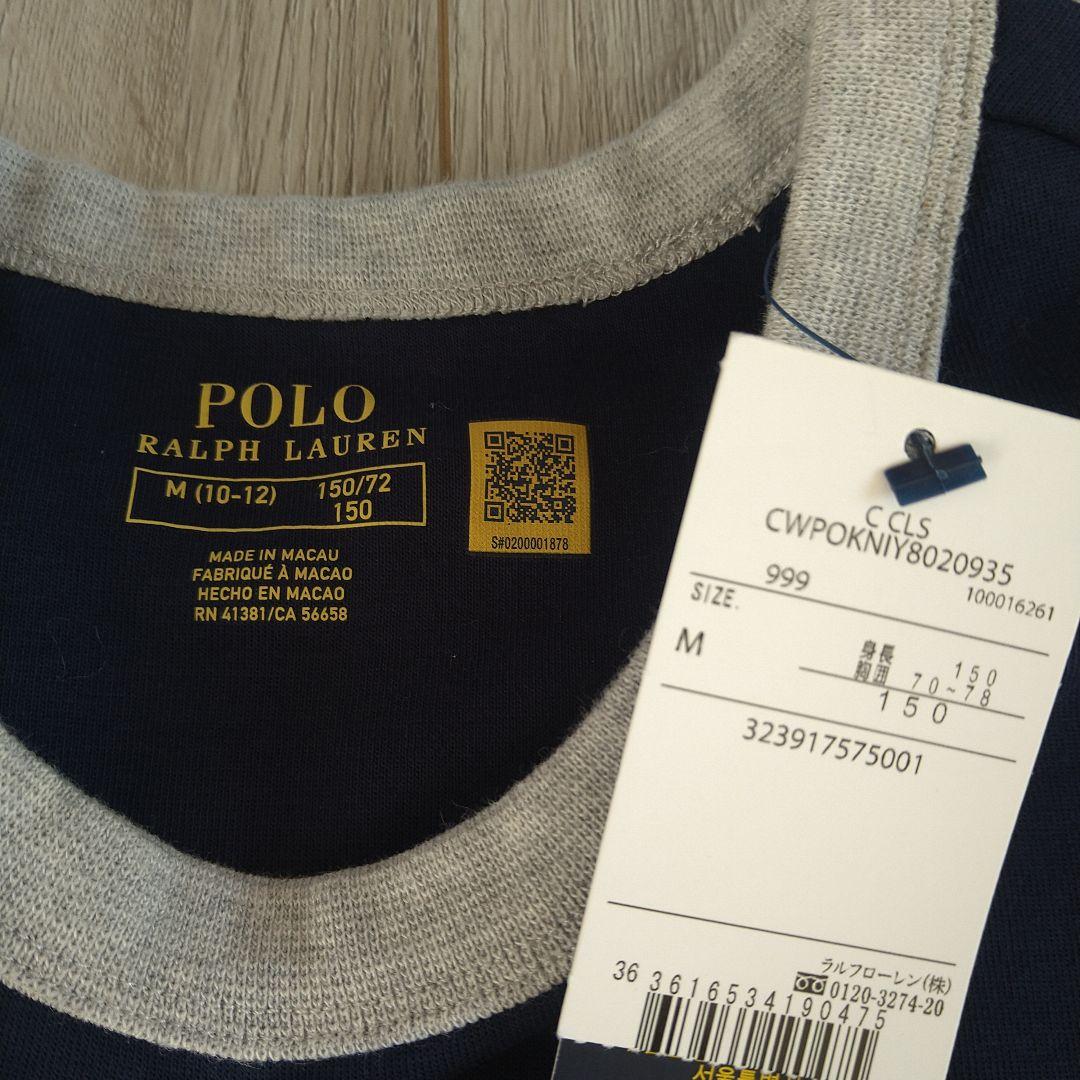 POLO
RALPH LAUREN
M (10-12) 150/72
150
MADE IN MACAU
FABRIQUÉ À MACAO
HECHO EN MACAO
RN 41381/CA 56658
S#0200001878
C CLS
CWPOKNIY8020935
999
100016261
SIZE.
M
身長 150
胸囲 70~78
150
323917575001
ラルフローレン(株)
0120-3274-20
36 3616534190475